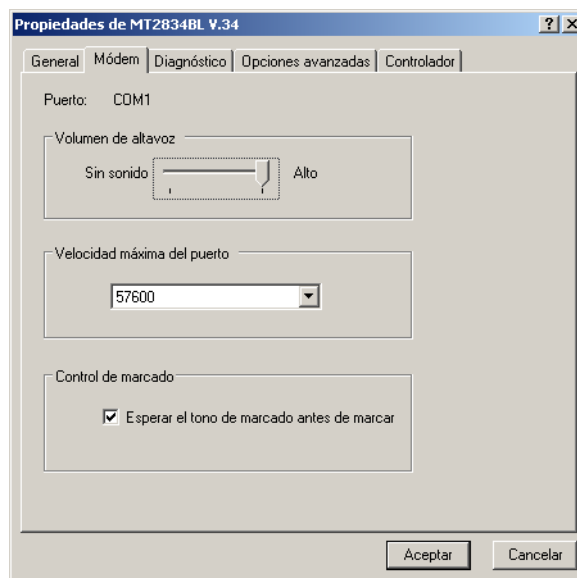 Propiedades de MT2834BL V.34
General Módem Diagnóstico Opciones avanzadas Controlador
Puerto: COM1
Volumen de altavoz
Sin sonido Alto
Velocidad máxima del puerto
57600
Control de marcado
Esperar el tono de marcado antes de marcar
Aceptar Cancelar